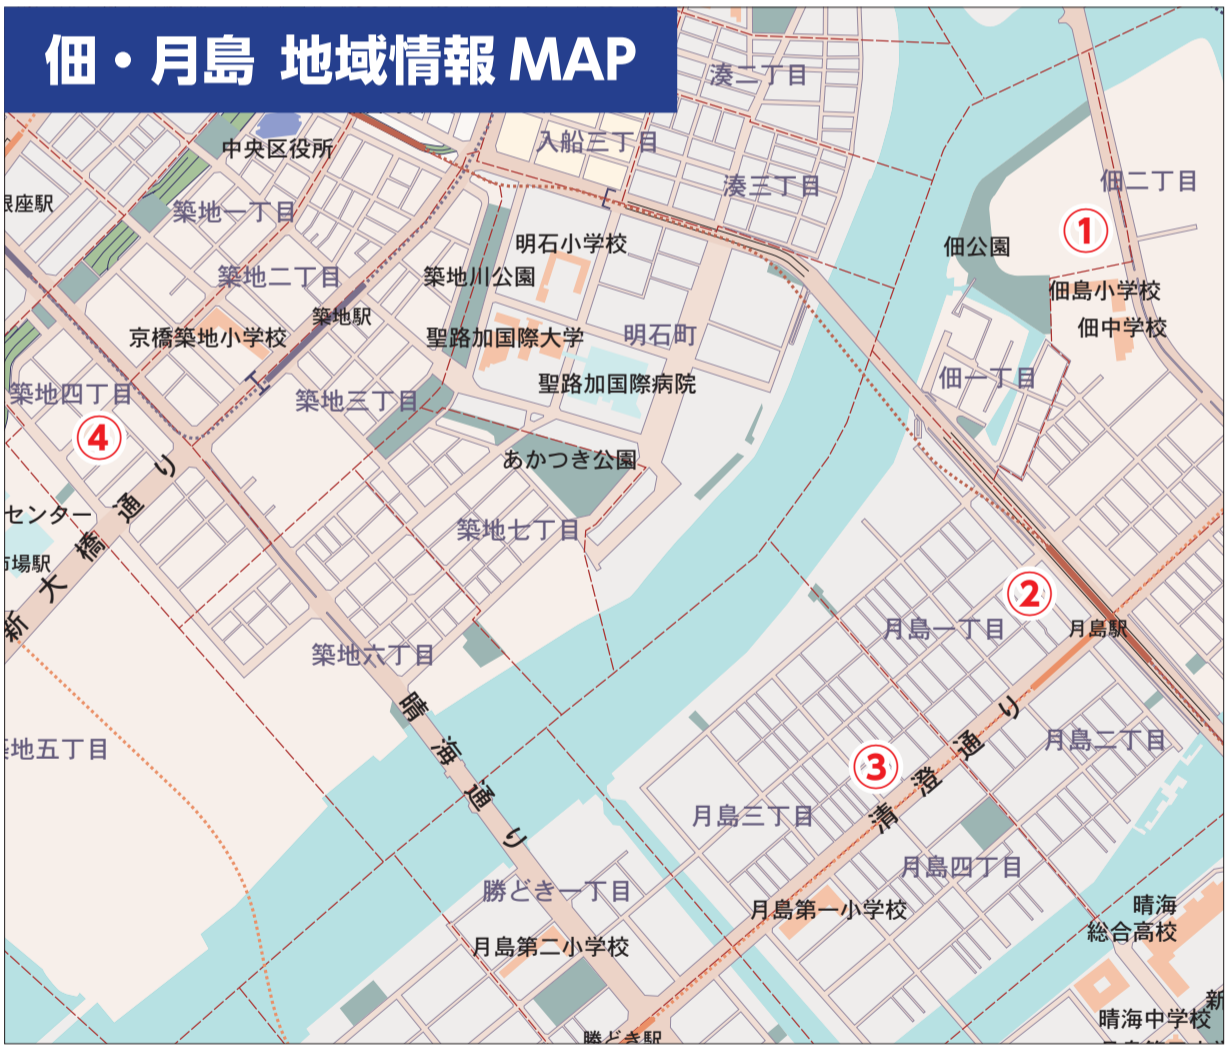 佃・月島 地域情報 MAP
湊二丁目
入船三丁目
中央区役所
湊三丁目
佃二丁目
銀座駅
築地一丁目
①
明石小学校
佃公園
築地二丁目
築地川公園
佃島小学校
築地駅
佃中学校
京橋築地小学校
聖路加国際大学
明石町
佃一丁目
聖路加国際病院
築地四丁目
築地三丁目
④
あかつき公園
センター
築地七丁目
市場駅
新大橋通り
②
月島一丁目
月島駅
築地六丁目
晴海通り
築地五丁目
月島二丁目
③
清澄通り
月島三丁目
月島四丁目
勝どき一丁目
月島第一小学校
晴海
総合高校
月島第二小学校
新
晴海中学校
勝どき駅